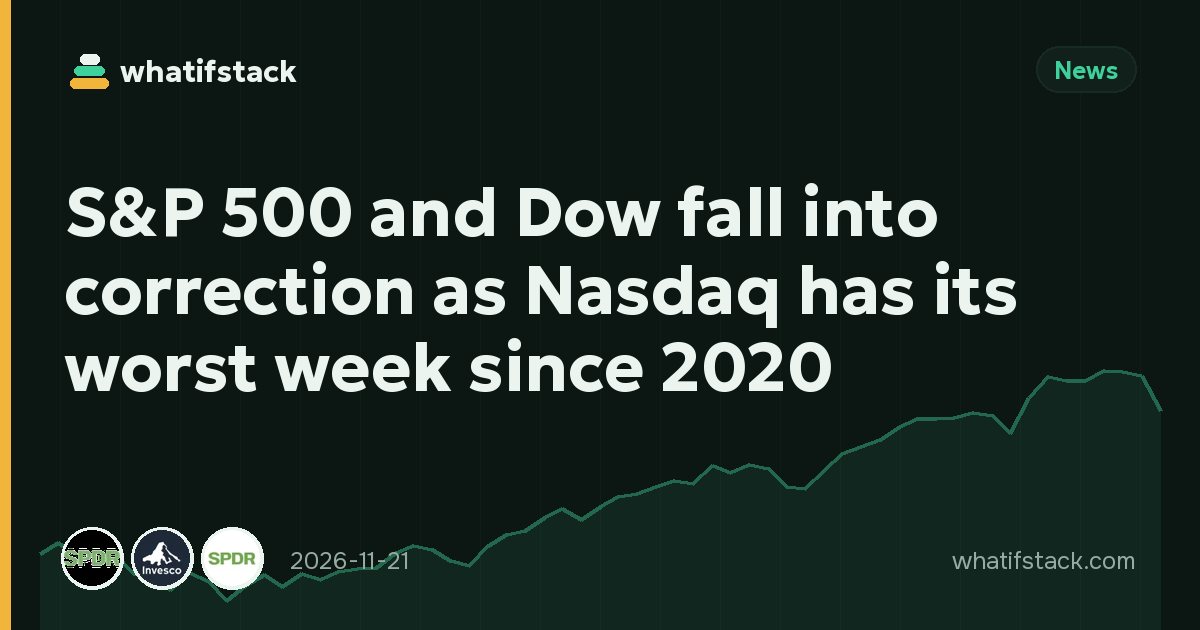 whatifstack
News
S&P 500 and Dow fall into
correction as Nasdaq has its
worst week since 2020
SPDR
Invesco
SPDR
2026-11-21
whatifstack.com